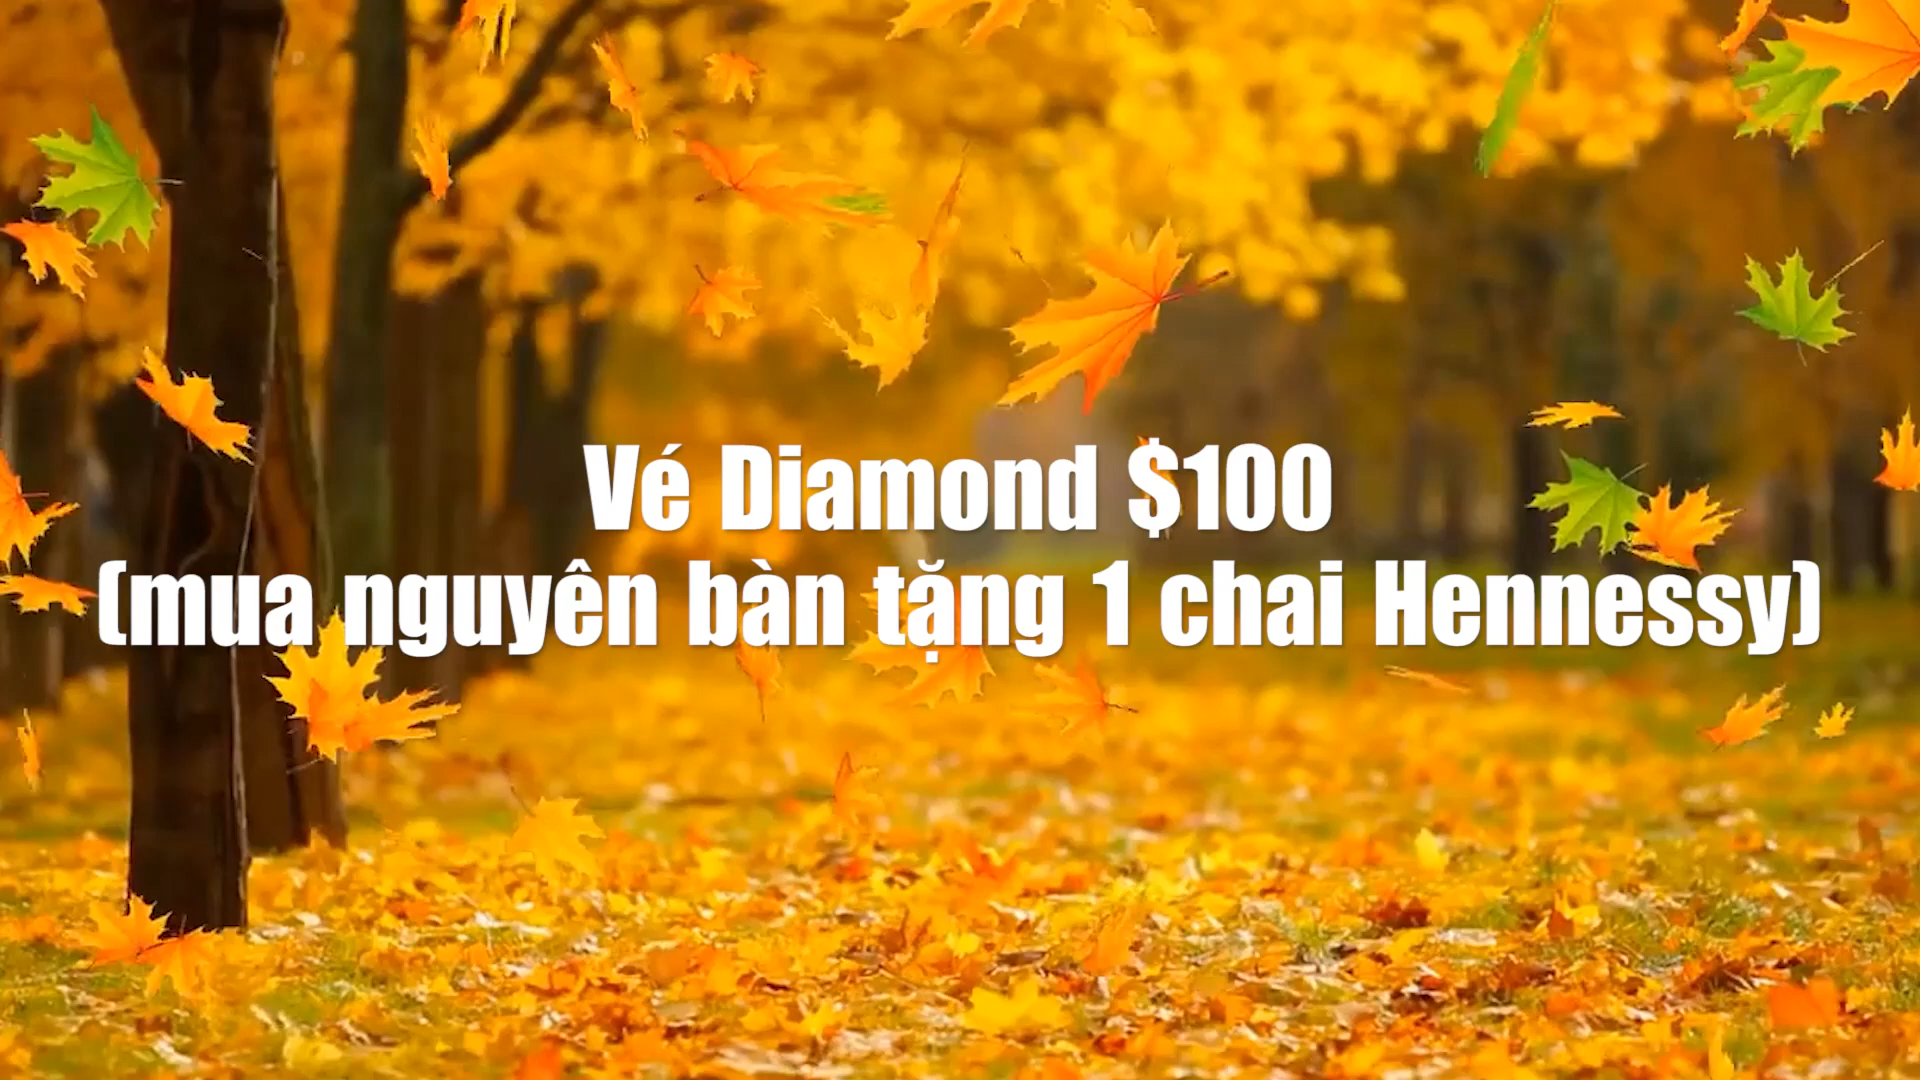 Vé Diamond $100
(mua nguyên bàn tặng 1 chai Hennessy)